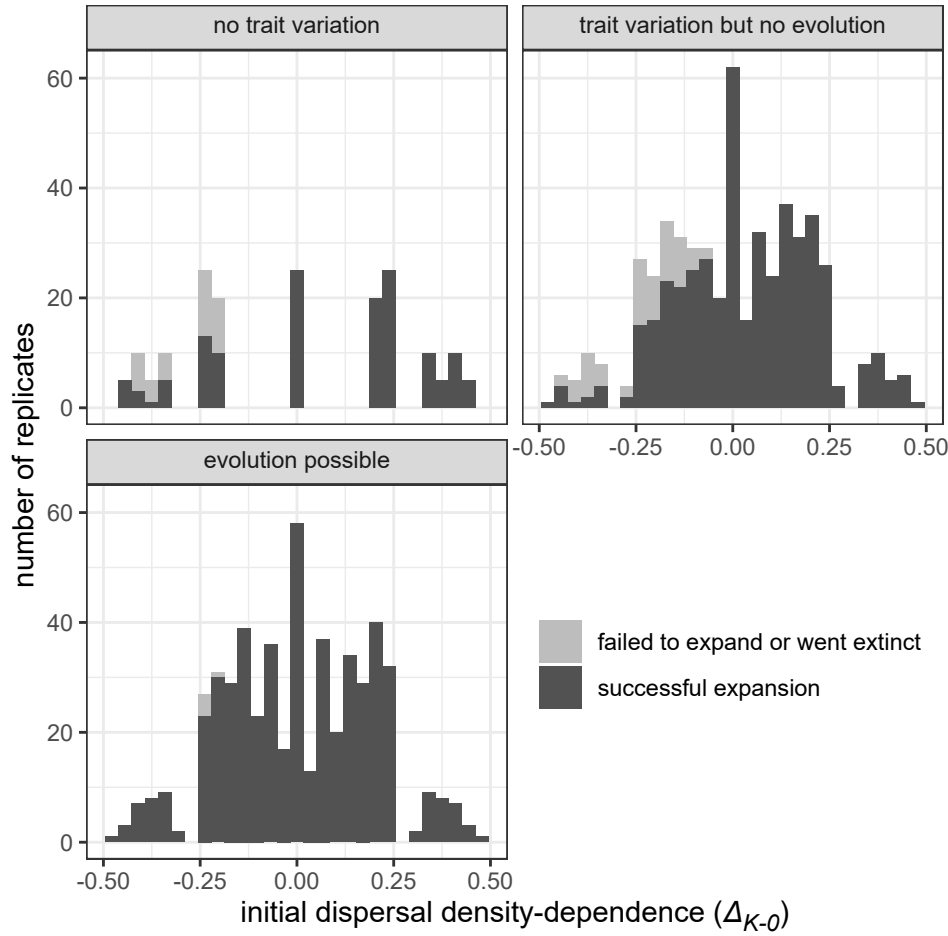 no trait variation
trait variation but no evolution
60
40
20
0
-0.50 -0.25 0.00 0.25 0.50
evolution possible
60
40
20
0
-0.50 -0.25 0.00 0.25 0.50
number of replicates
initial dispersal density-dependence (ΔK-0)
failed to expand or went extinct
successful expansion